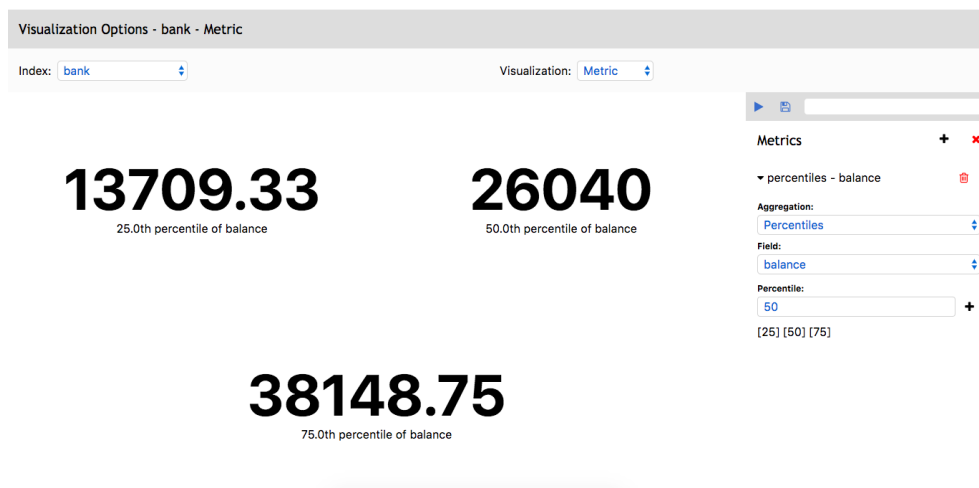 Visualization Options - bank - Metric
Index: bank
Visualization: Metric
13709.33
25.0th percentile of balance
26040
50.0th percentile of balance
38148.75
75.0th percentile of balance
Metrics
percentiles - balance
Aggregation:
Percentiles
Field:
balance
Percentile:
50
[25] [50] [75]